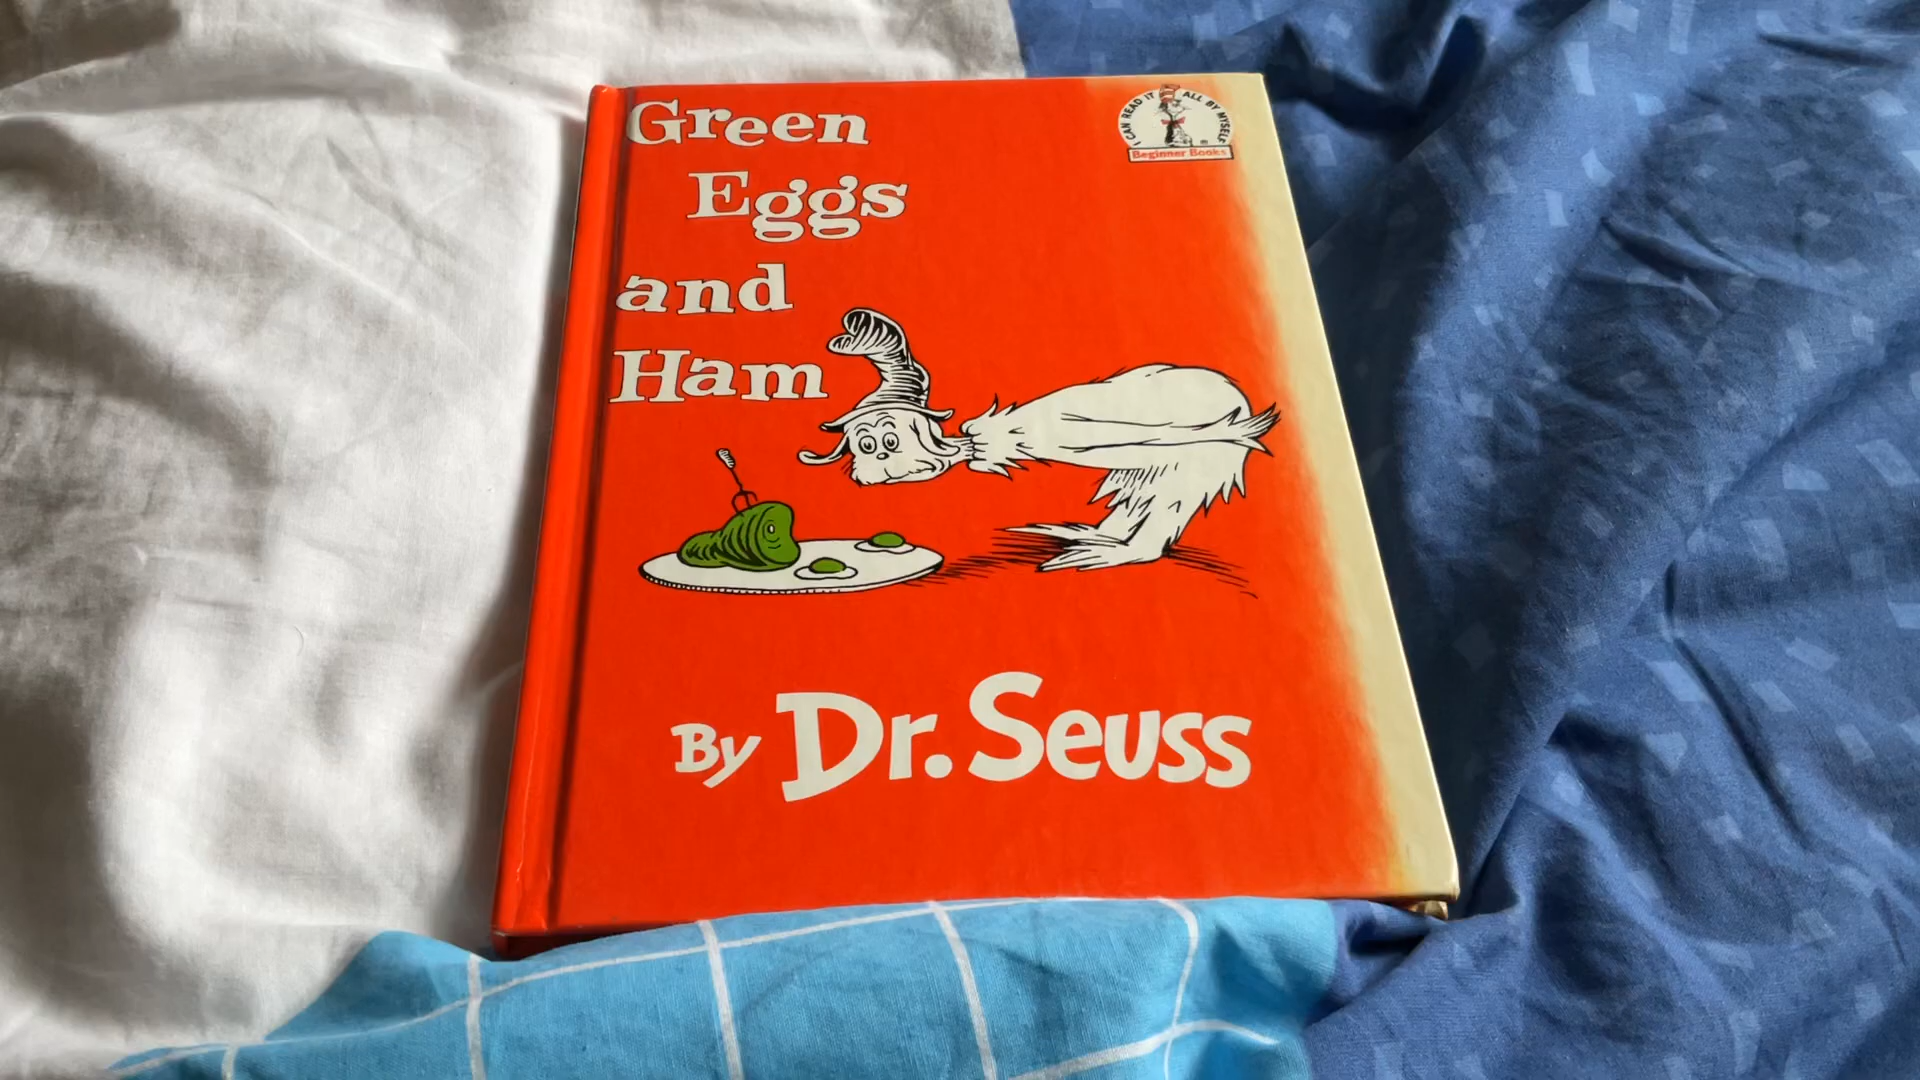 Green
Eggs
and
Ham
I CAN READ IT ALL BY MYSELF
Beginner Books
By Dr. Seuss